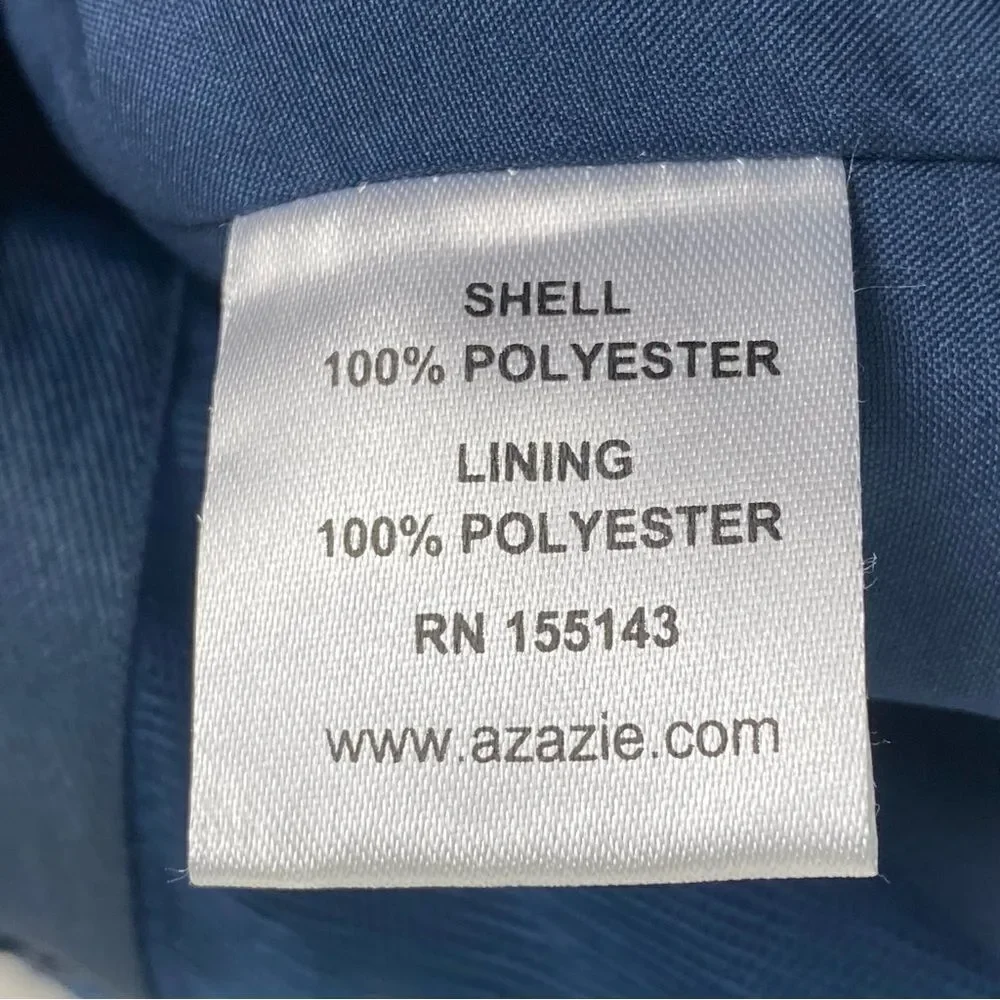 SHELL
100% POLYESTER
LINING
100% POLYESTER
RN 155143
www.azazie.com